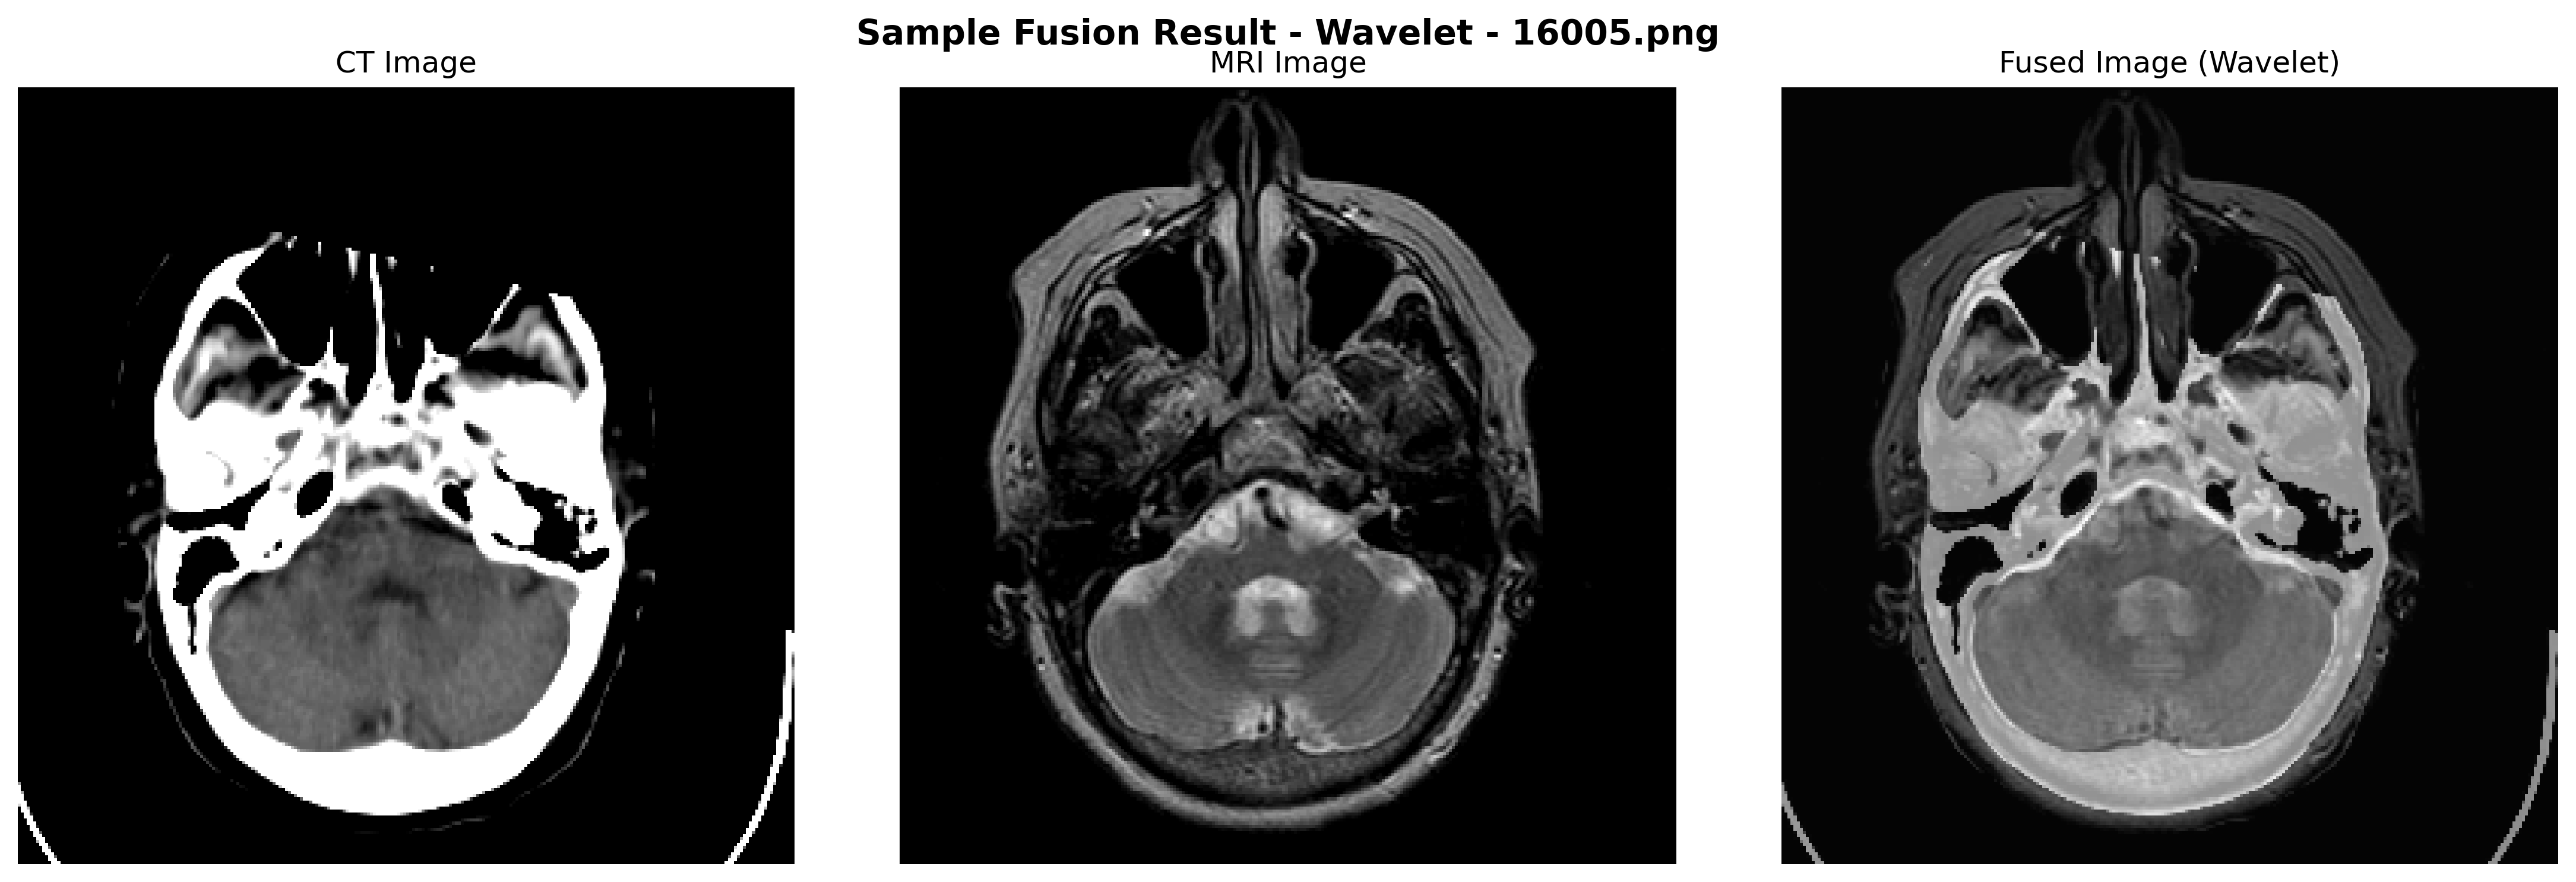 Sample Fusion Result - Wavelet - 16005.png
CT Image
MRI Image
Fused Image (Wavelet)